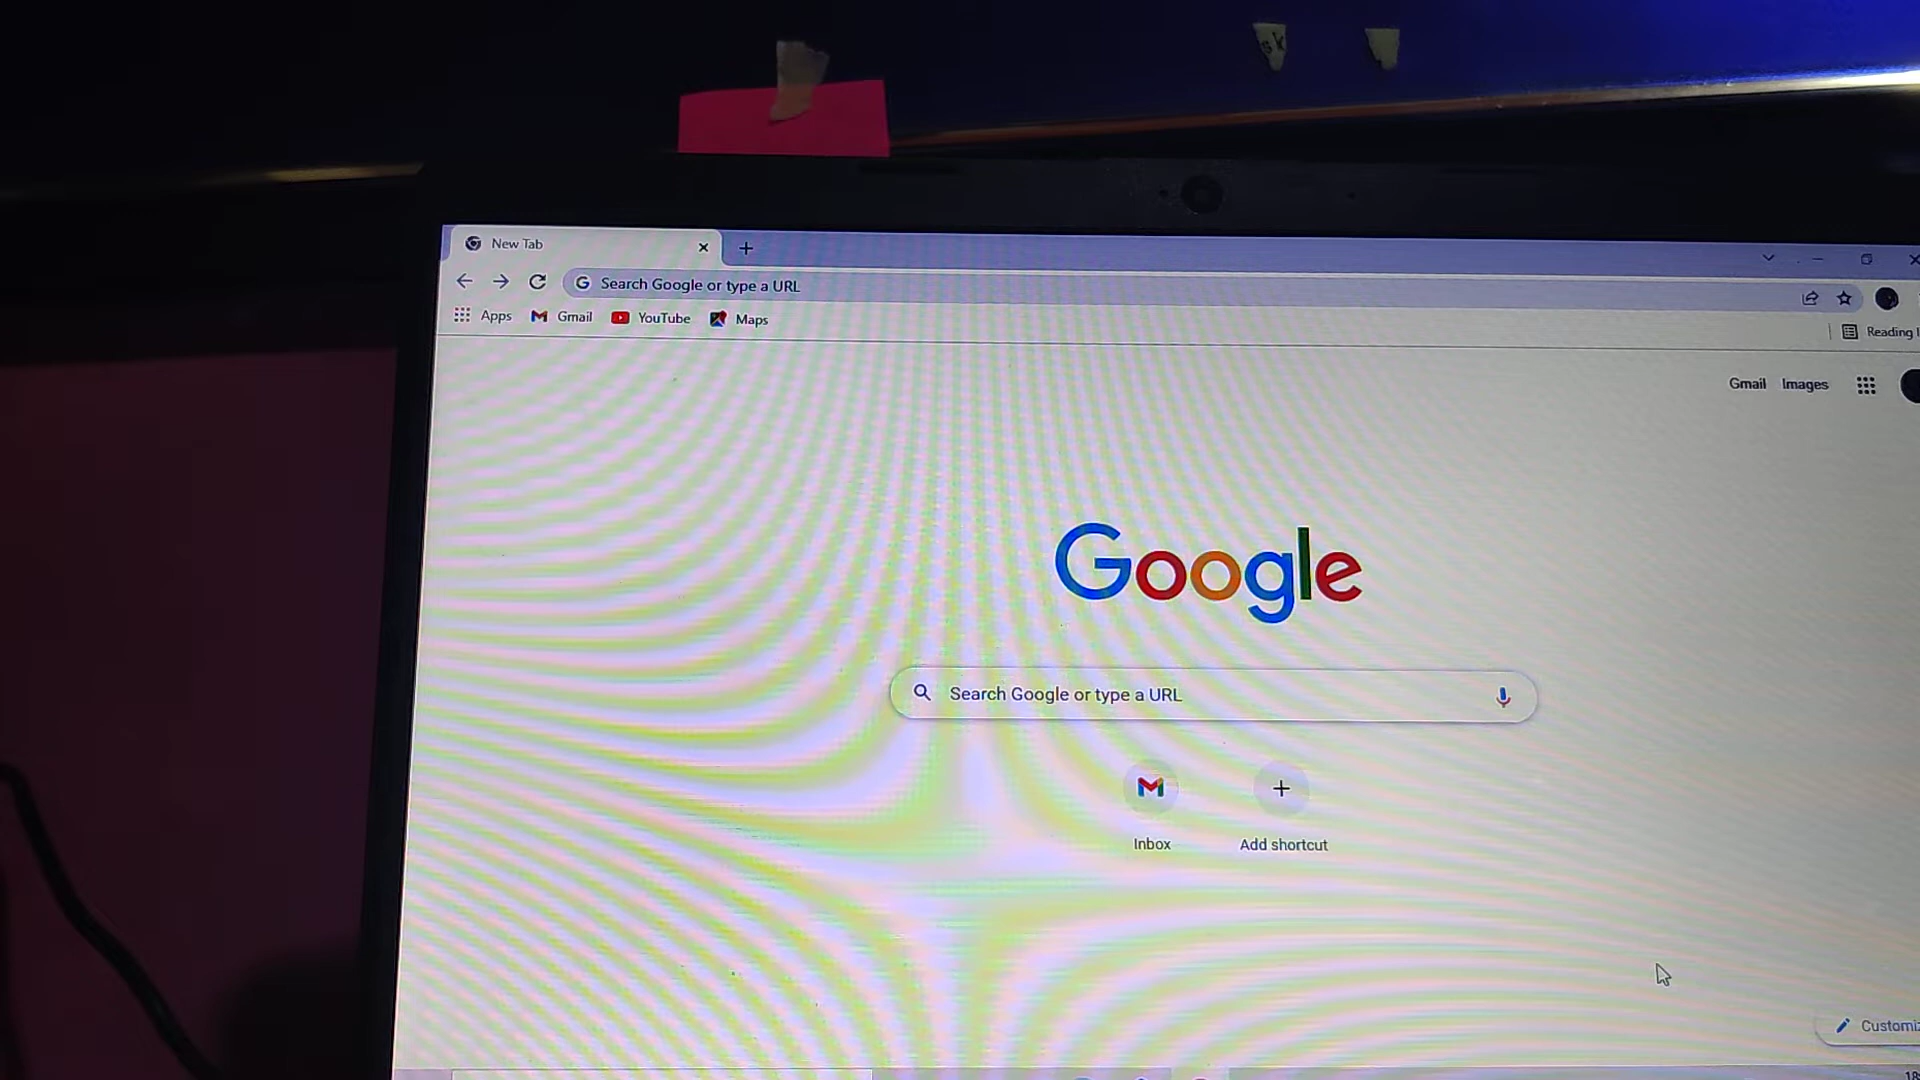 sk
New Tab
Search Google or type a URL
Apps Gmail YouTube Maps
Reading
Gmail Images
Google
Search Google or type a URL
Inbox Add shortcut